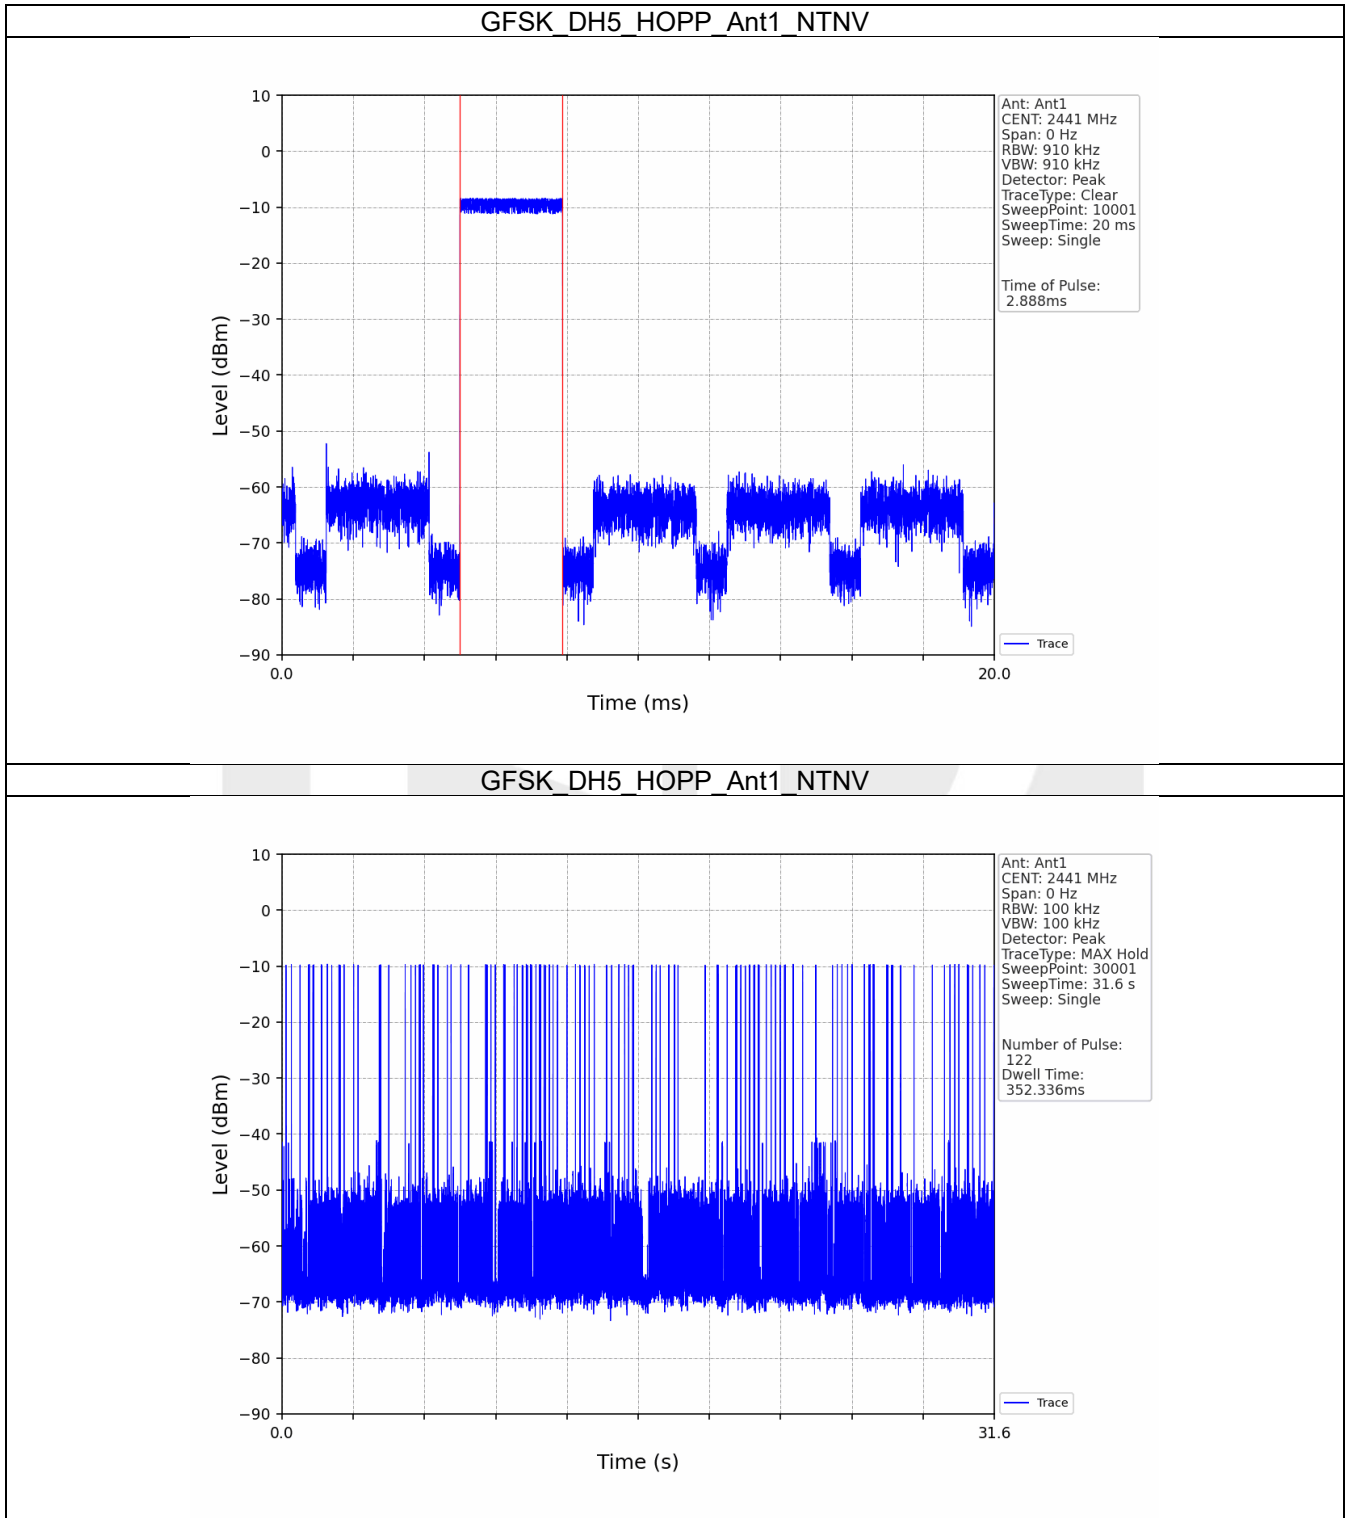 GFSK_DH5_HOPP_Ant1_NTNV
10
0
−10
−20
−30
−40
−50
−60
−70
−80
−90
Level (dBm)
0.0
20.0
Time (ms)
Ant: Ant1
CENT: 2441 MHz
Span: 0 Hz
RBW: 910 kHz
VBW: 910 kHz
Detector: Peak
TraceType: Clear
SweepPoint: 10001
SweepTime: 20 ms
Sweep: Single
Time of Pulse:
2.888ms
Trace
GFSK_DH5_HOPP_Ant1_NTNV
10
0
−10
−20
−30
−40
−50
−60
−70
−80
−90
Level (dBm)
0.0
31.6
Time (s)
Ant: Ant1
CENT: 2441 MHz
Span: 0 Hz
RBW: 100 kHz
VBW: 100 kHz
Detector: Peak
TraceType: MAX Hold
SweepPoint: 30001
SweepTime: 31.6 s
Sweep: Single
Number of Pulse:
122
Dwell Time:
352.336ms
Trace